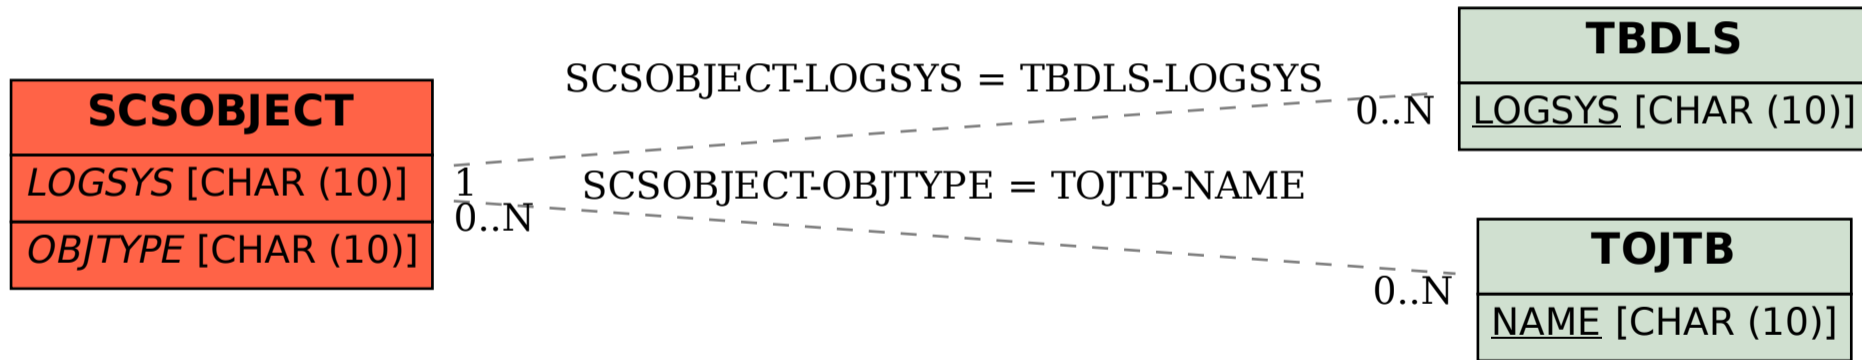 SCSOBJECT
LOGSYS [CHAR (10)]
OBJTYPE [CHAR (10)]
SCSOBJECT-LOGSYS = TBDLS-LOGSYS
1
0..N
SCSOBJECT-OBJTYPE = TOJTB-NAME
0..N
0..N
TBDLS
LOGSYS [CHAR (10)]
TOJTB
NAME [CHAR (10)]